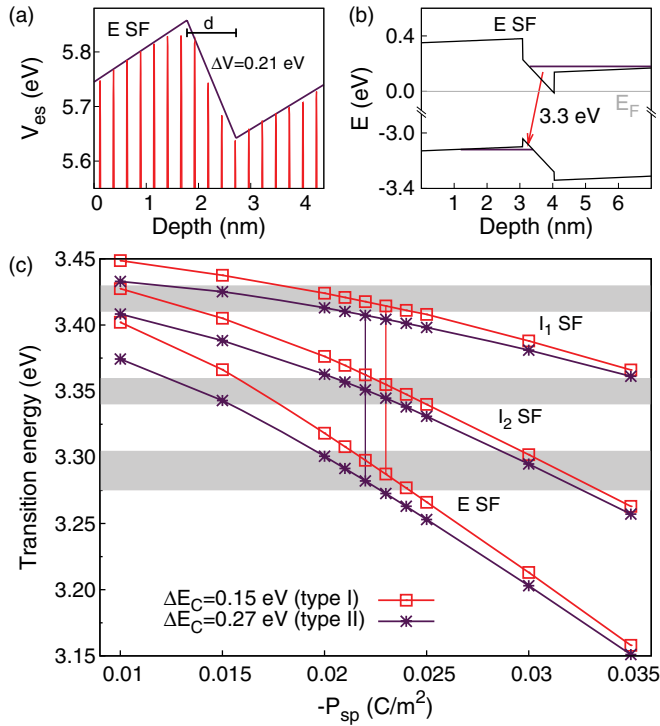 (a)
E SF
d
ΔV=0.21 eV
V_es (eV)
5.8
5.7
5.6
0 1 2 3 4
Depth (nm)
(b)
E SF
0.4
0.0
-3.0
-3.4
E (eV)
E_F
3.3 eV
0 1 2 3 4 5 6
Depth (nm)
(c)
3.45
3.40
3.35
3.30
3.25
3.20
3.15
Transition energy (eV)
I₁ SF
I₂ SF
E SF
ΔE_C=0.15 eV (type I)
ΔE_C=0.27 eV (type II)
0.01 0.015 0.02 0.025 0.03 0.035
-P_sp (C/m²)